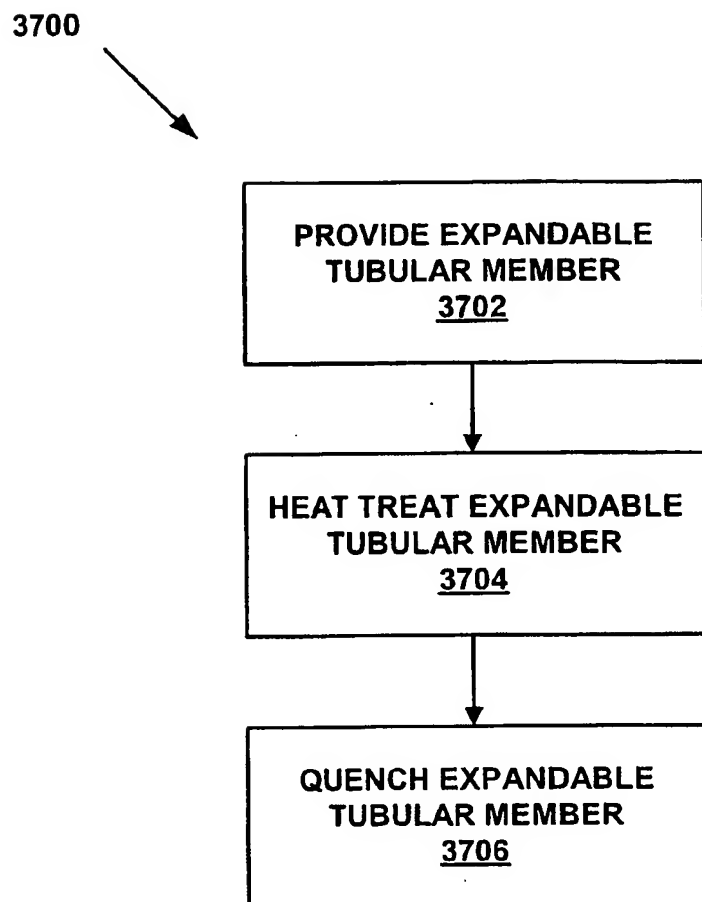 3700
PROVIDE EXPANDABLE
TUBULAR MEMBER
3702
HEAT TREAT EXPANDABLE
TUBULAR MEMBER
3704
QUENCH EXPANDABLE
TUBULAR MEMBER
3706